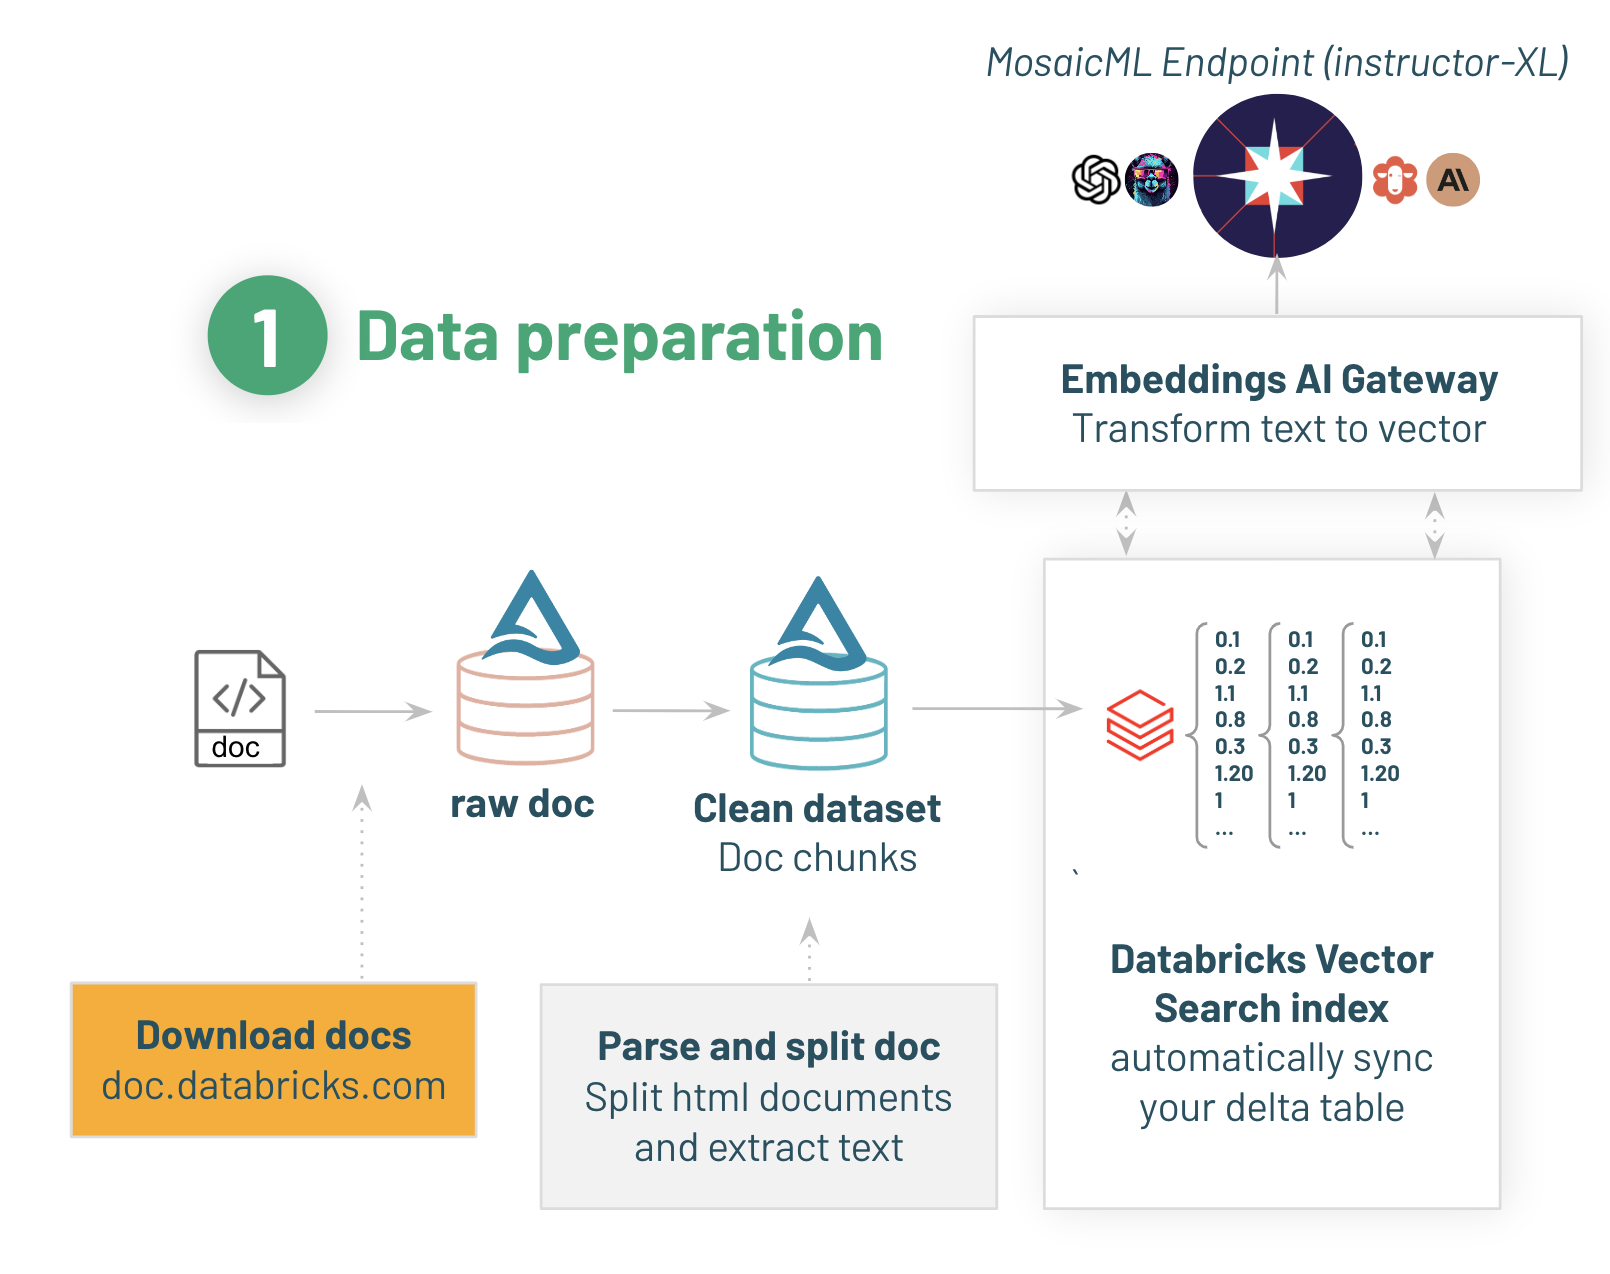 MosaicML Endpoint (instructor-XL)
A\
1 Data preparation
Embeddings AI Gateway
Transform text to vector
</>
doc
raw doc
Clean dataset
Doc chunks
0.1 0.1 0.1
0.2 0.2 0.2
1.1 1.1 1.1
0.8 0.8 0.8
0.3 0.3 0.3
1.20 1.20 1.20
1 1 1
... ... ...
`
Download docs
doc.databricks.com
Parse and split doc
Split html documents
and extract text
Databricks Vector
Search index
automatically sync
your delta table